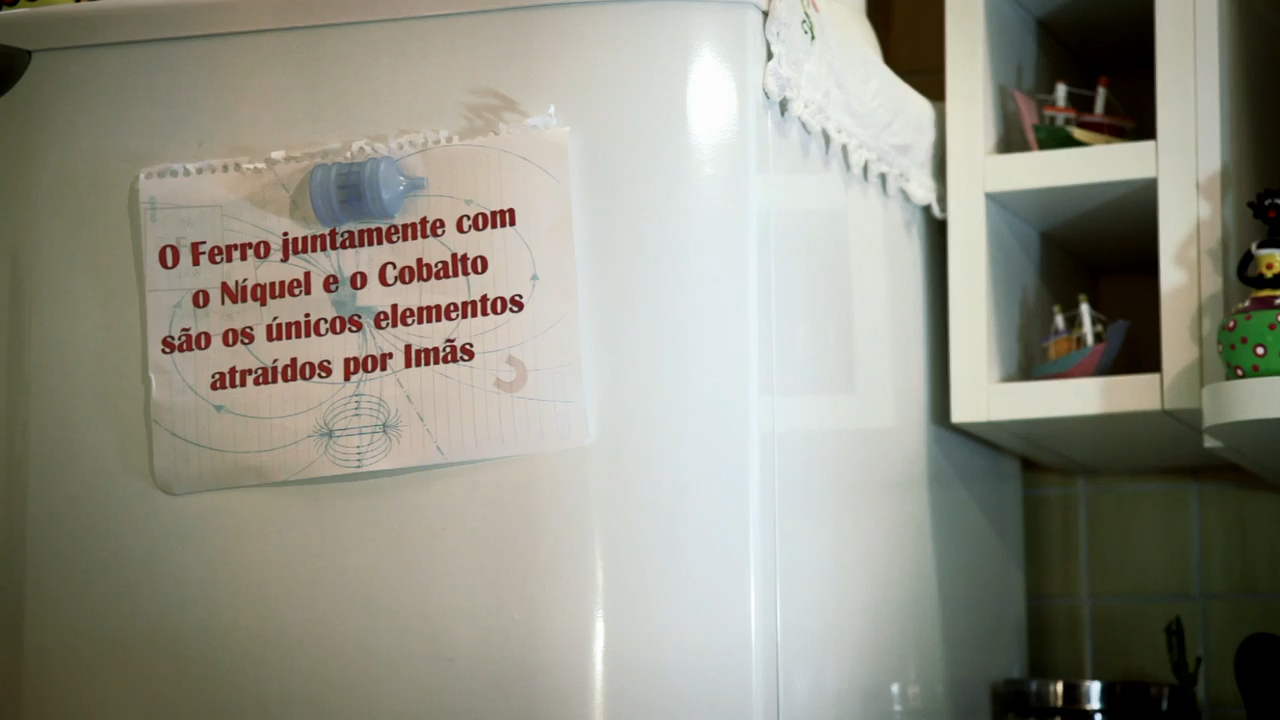 O Ferro juntamente com
o Níquel e o Cobalto
são os únicos elementos
atraídos por Imãs